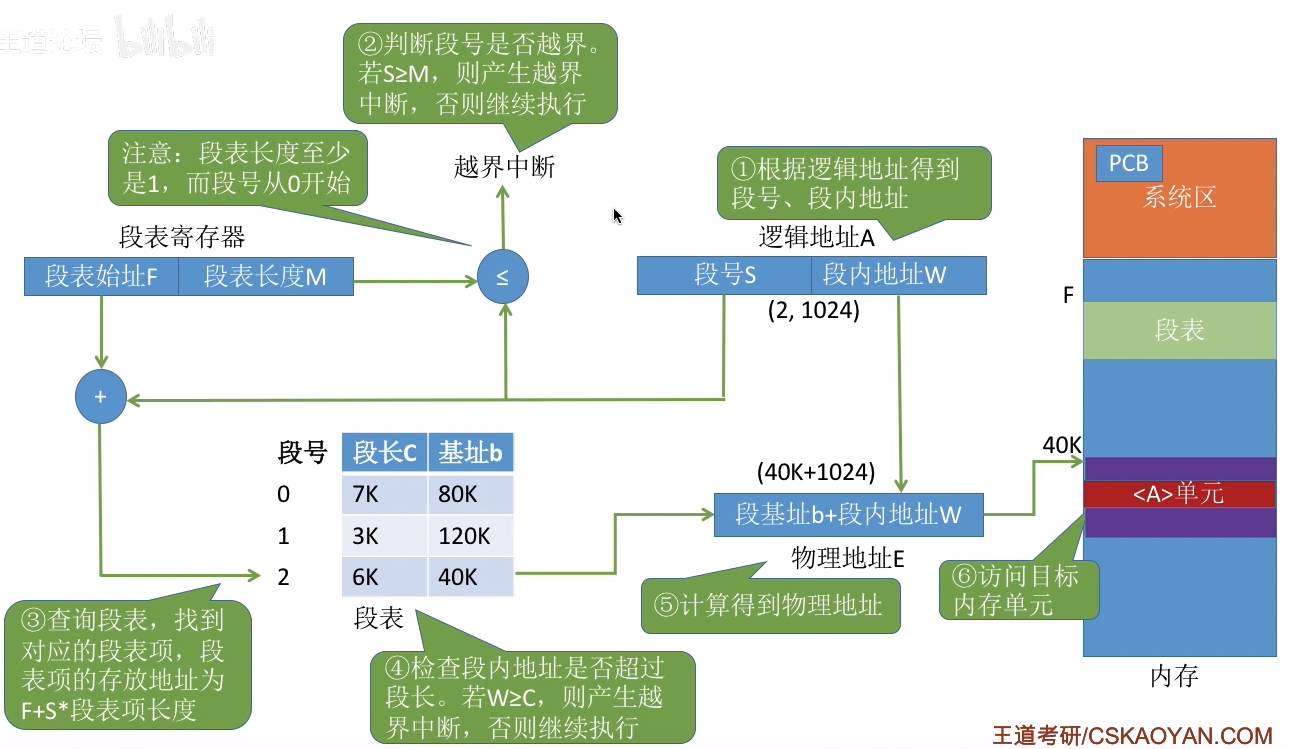 王道论坛 bilibili
②判断段号是否越界。
若S≥M，则产生越界
中断，否则继续执行
注意：段表长度至少
是1，而段号从0开始
越界中断
①根据逻辑地址得到
段号、段内地址
PCB
系统区
段表寄存器
逻辑地址A
段表始址F 段表长度M
≤
段号S 段内地址W
(2, 1024)
F
段表
+
段号 段长C 基址b
0 7K 80K
1 3K 120K
2 6K 40K
段表
40K
(40K+1024)
<A>单元
段基址b+段内地址W
物理地址E
⑤计算得到物理地址
⑥访问目标
内存单元
③查询段表，找到
对应的段表项，段
表项的存放地址为
F+S*段表项长度
④检查段内地址是否超过
段长。若W≥C，则产生越
界中断，否则继续执行
内存
王道考研/CSKAOYAN.COM